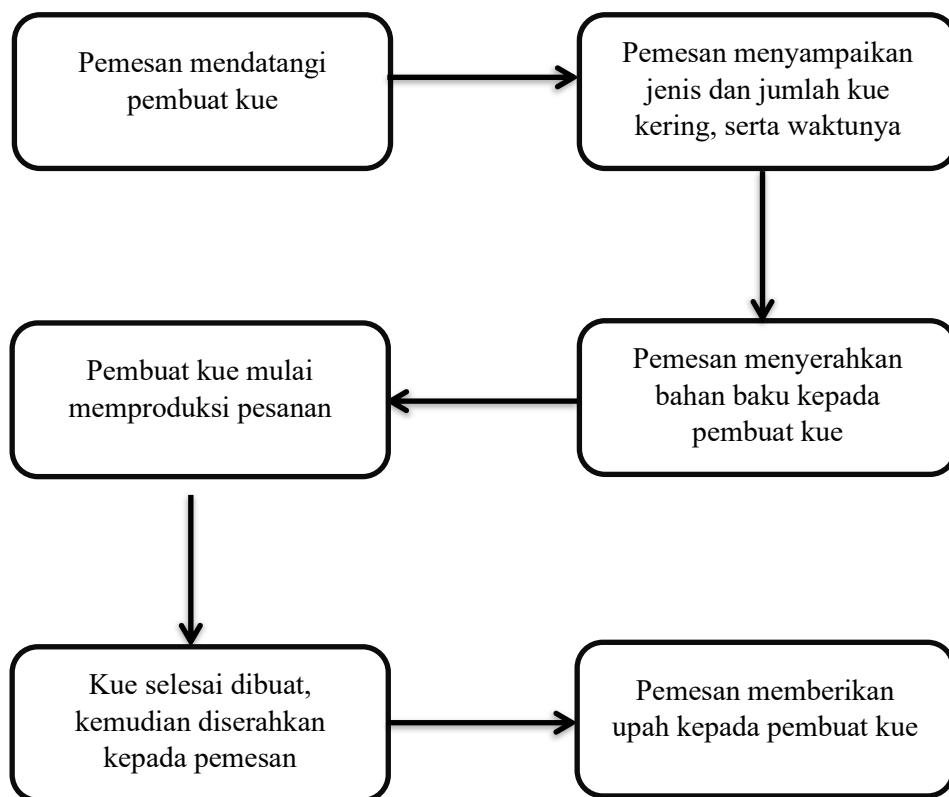 Pemesan mendatangi
pembuat kue
Pemesan menyampaikan
jenis dan jumlah kue
kering, serta waktunya
Pemesan menyerahkan
bahan baku kepada
pembuat kue
Pembuat kue mulai
memproduksi pesanan
Kue selesai dibuat,
kemudian diserahkan
kepada pemesan
Pemesan memberikan
upah kepada pembuat kue